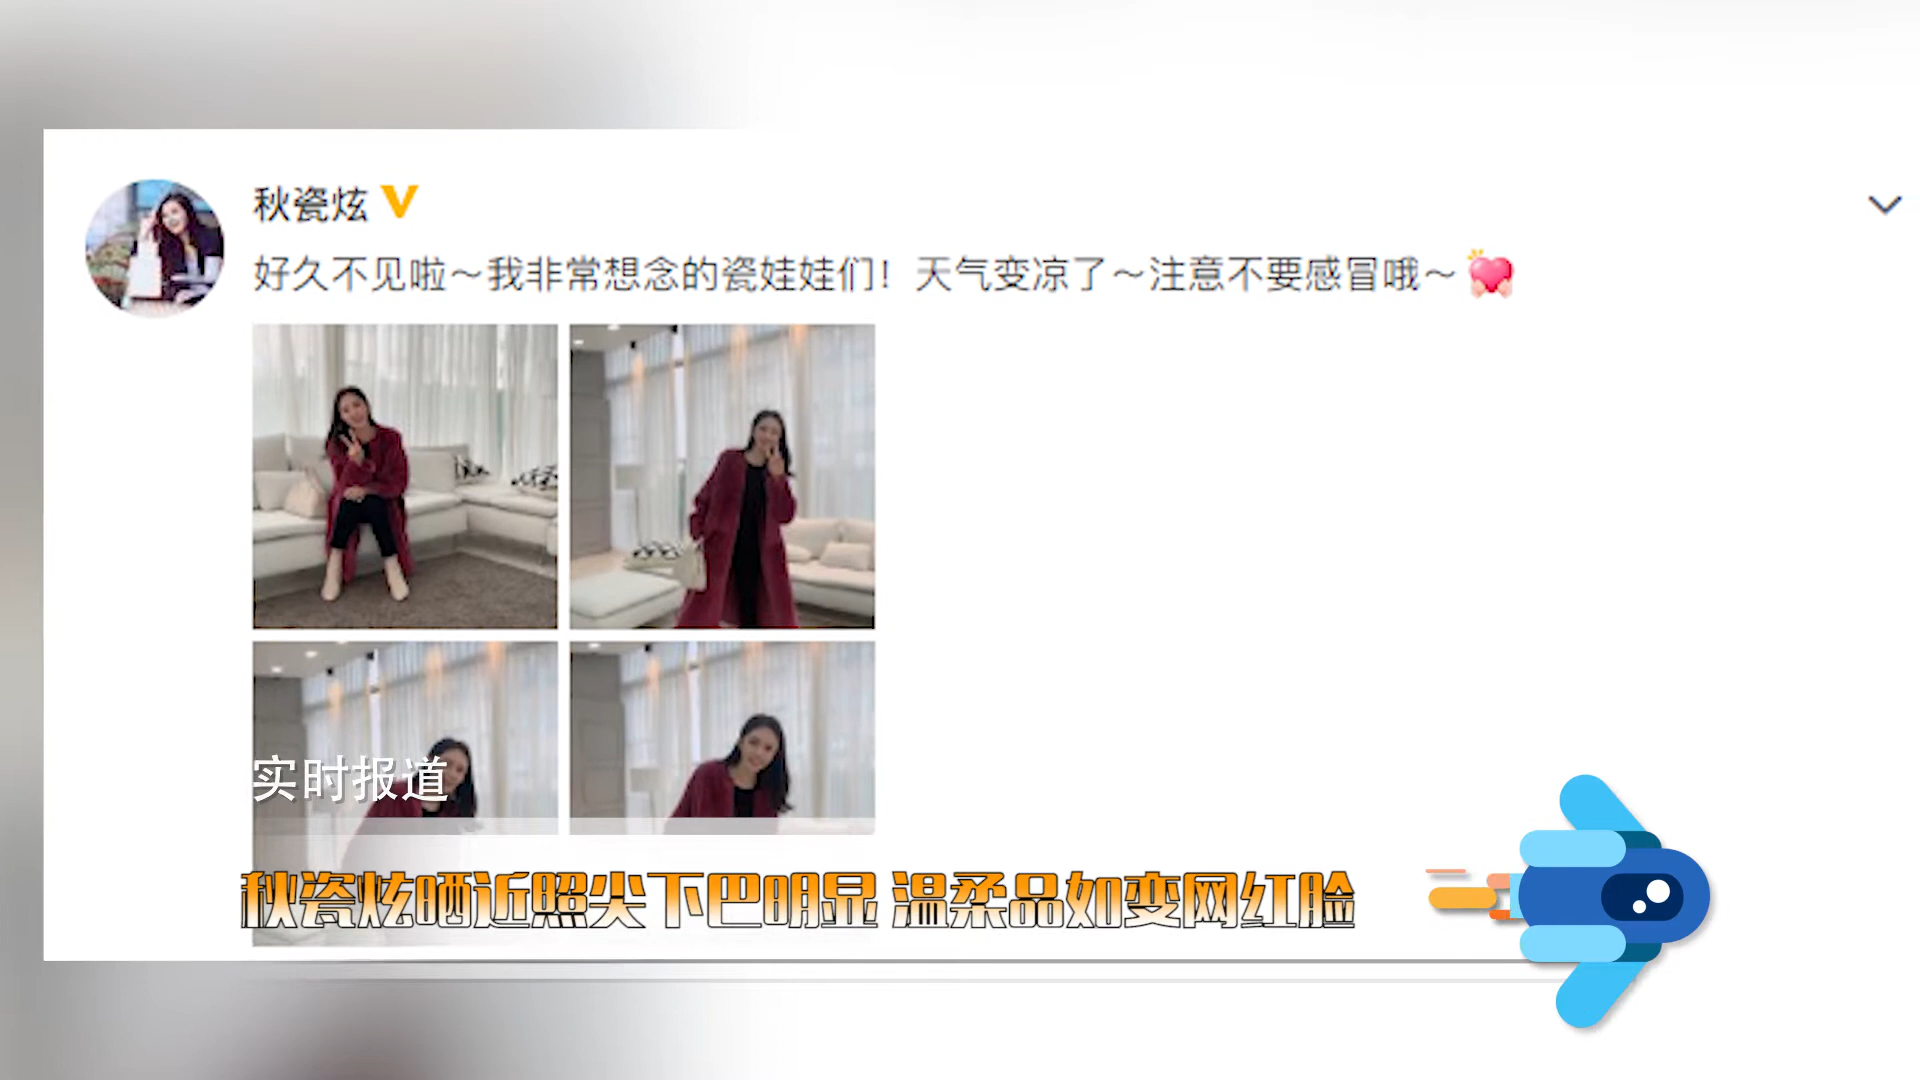 秋瓷炫
好久不见啦～我非常想念的瓷娃娃们！天气变凉了～注意不要感冒哦～
实时报道
秋瓷炫晒近照尖下巴明显 温柔品如变网红脸